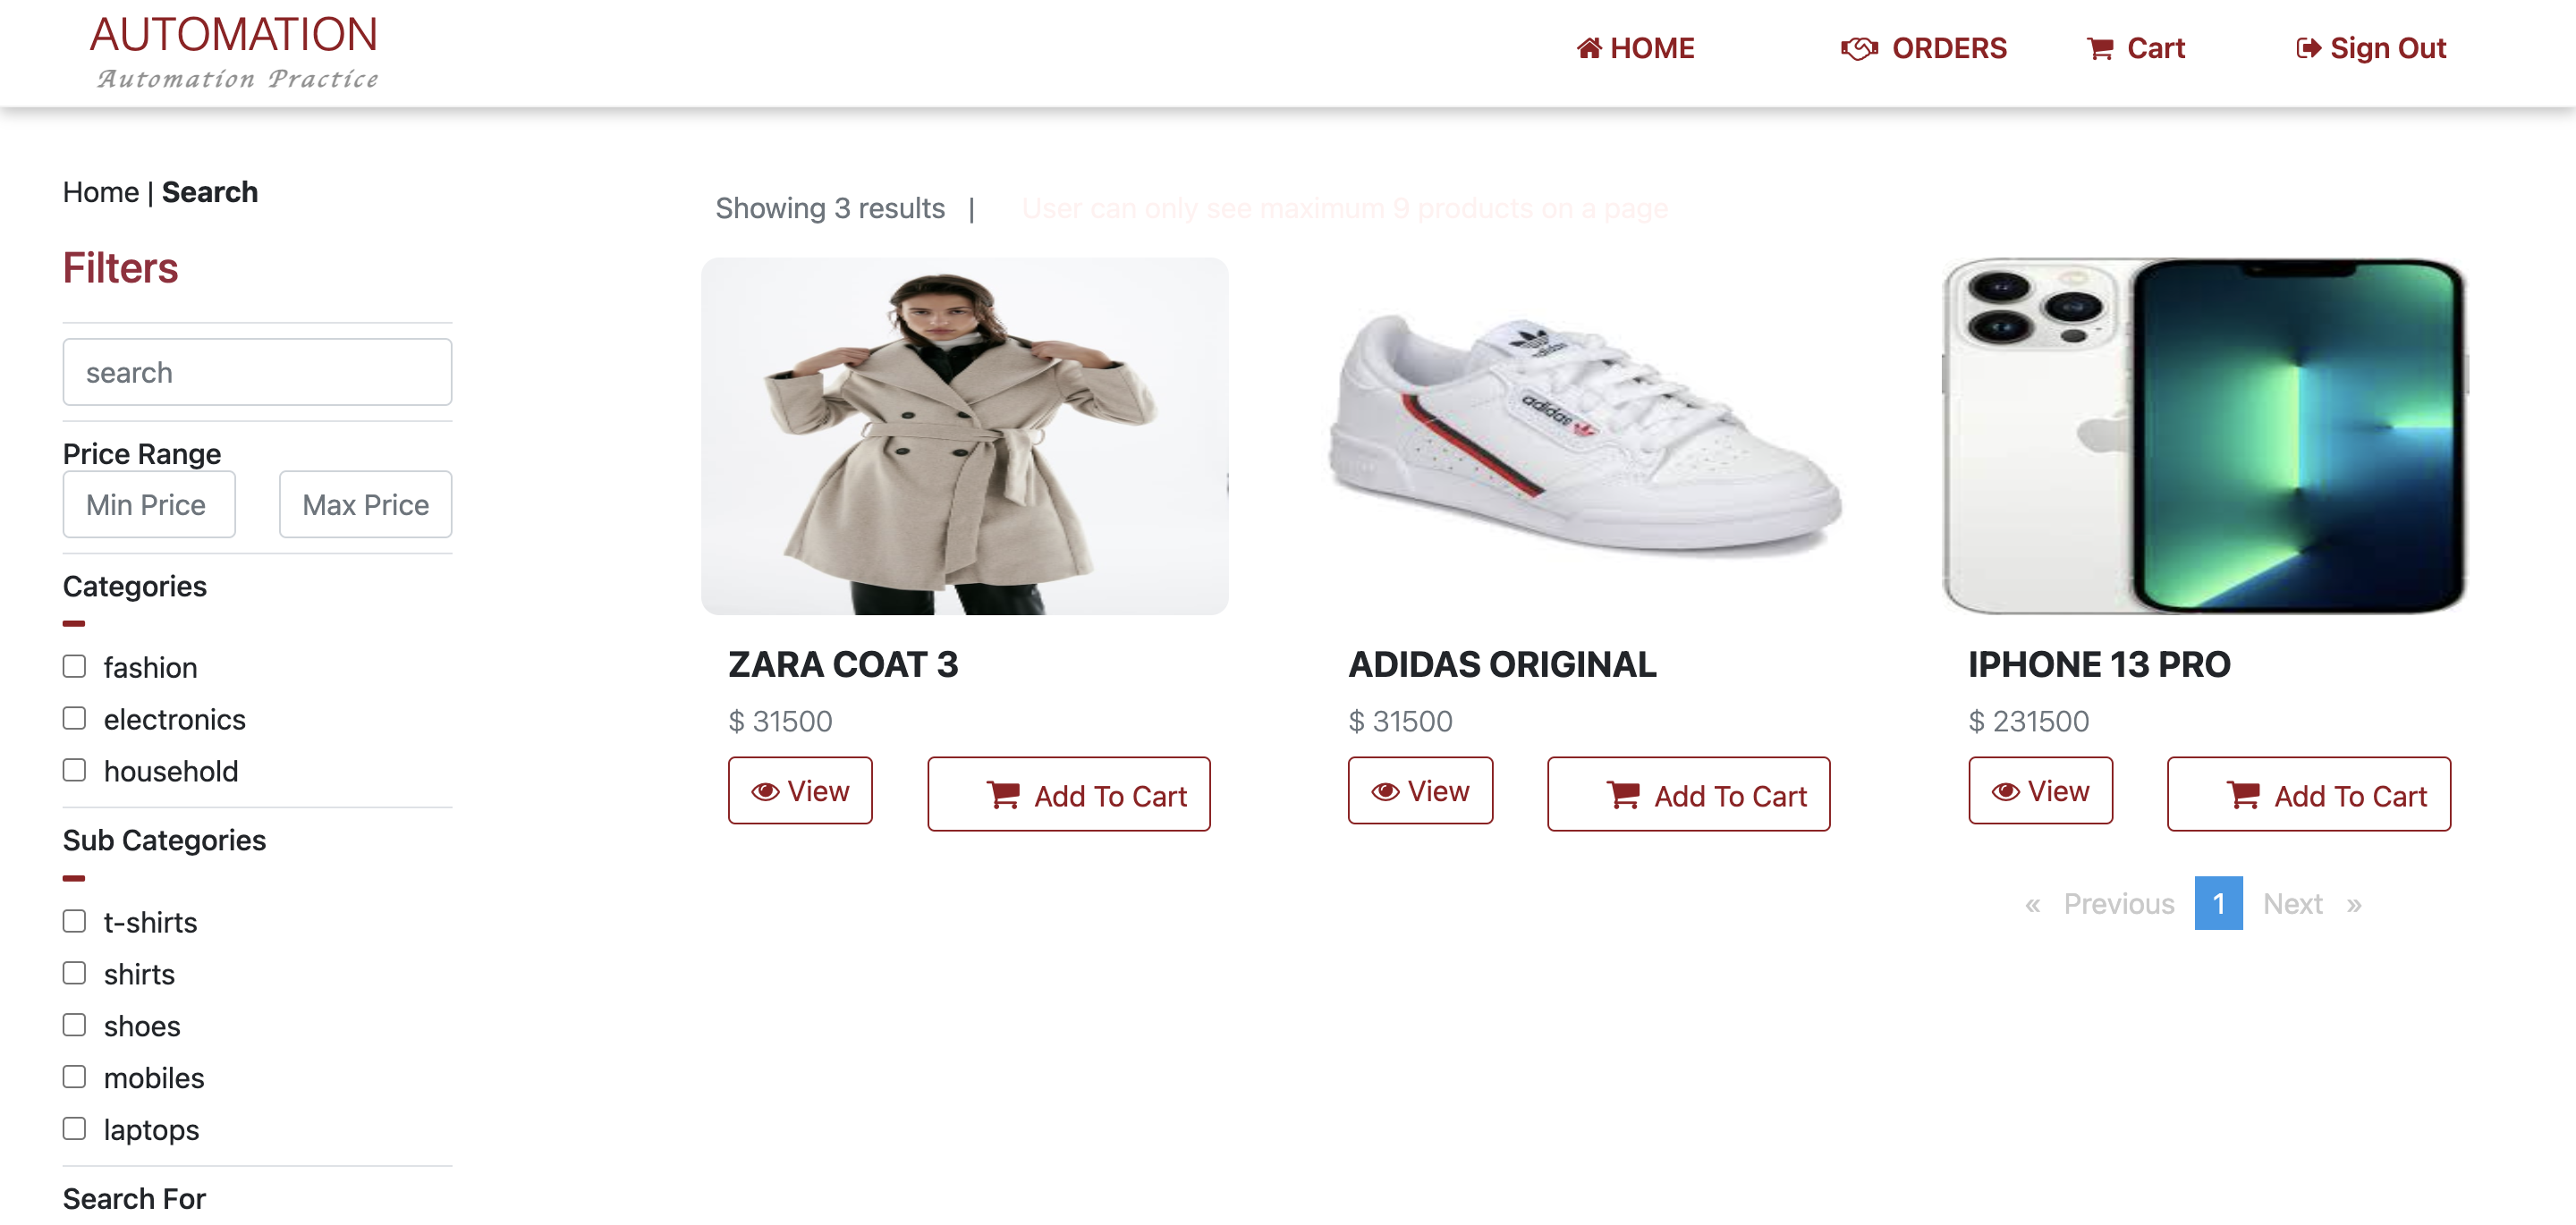 AUTOMATION
Automation Practice
HOME
ORDERS
Cart
Sign Out
Home | Search
Filters
search
Price Range
Min Price
Max Price
Categories
fashion
electronics
household
Sub Categories
t-shirts
shirts
shoes
mobiles
laptops
Search For
Showing 3 results |
User can only see maximum 9 products on a page
adidas
adidas
ZARA COAT 3
$ 31500
View
Add To Cart
ADIDAS ORIGINAL
$ 31500
View
Add To Cart
IPHONE 13 PRO
$ 231500
View
Add To Cart
« Previous 1 Next »